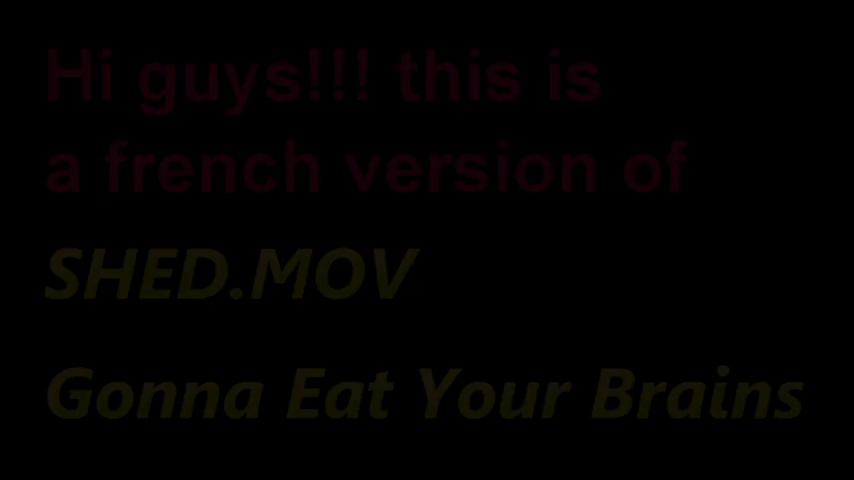 Hi guys!!! this is
a french version of
SHED.MOV
Gonna Eat Your Brains